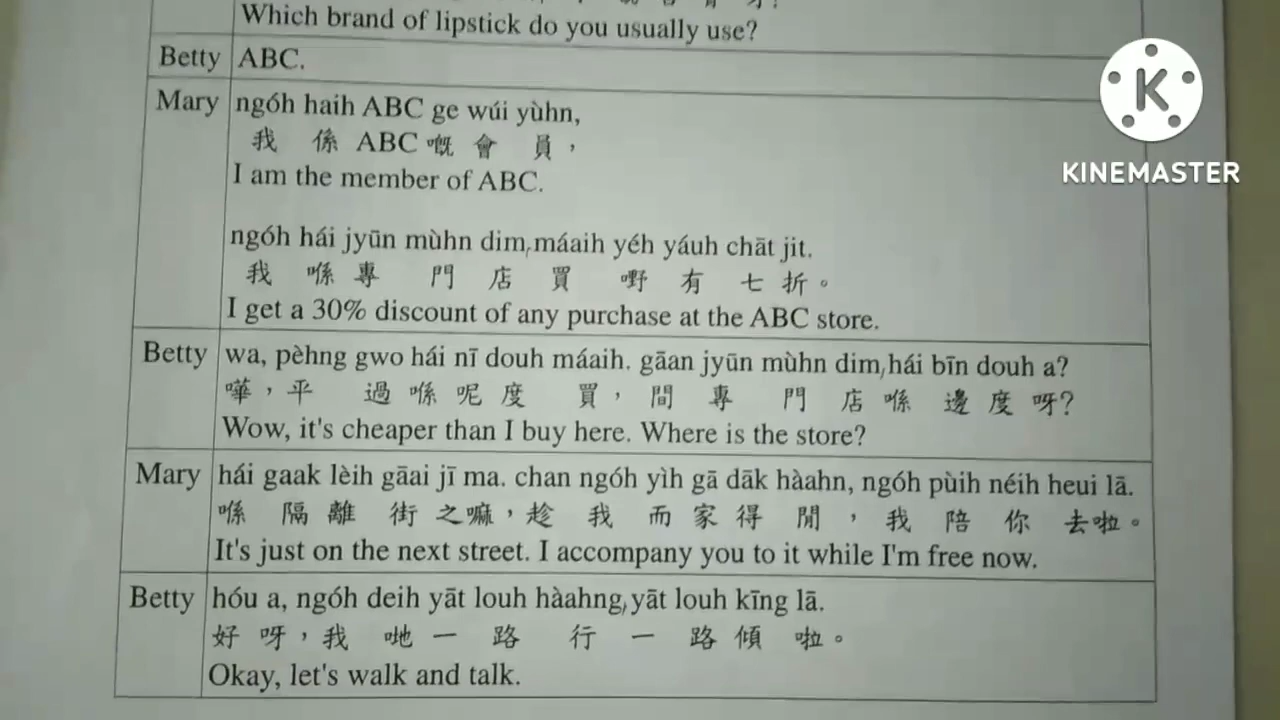 Which brand of lipstick do you usually use?
Betty ABC.
Mary ngóh haih ABC ge wúi yùhn,
我 係 ABC 嘅 會 員，
I am the member of ABC.
ngóh hái jyūn mùhn dim, máaih yéh yáuh chāt jit.
我 喺 專 門 店 買 嘢 有 七 折。
I get a 30% discount of any purchase at the ABC store.
Betty wa, pèhng gwo hái nī douh máaih. gāan jyūn mùhn dim, hái bīn douh a?
嘩，平 過 喺 呢 度 買，間 專 門 店 喺 邊 度 呀？
Wow, it's cheaper than I buy here. Where is the store?
Mary hái gaak lèih gāai jī ma. chan ngóh yìh gā dāk hàahn, ngóh pùih néih heui lā.
喺 隔 離 街 之嘛，趁 我 而 家 得 閒，我 陪 你 去啦。
It's just on the next street. I accompany you to it while I'm free now.
Betty hóu a, ngóh deih yāt louh hàahng, yāt louh kīng lā.
好 呀，我 哋 一 路 行 一 路 傾 啦。
Okay, let's walk and talk.
K
KINEMASTER